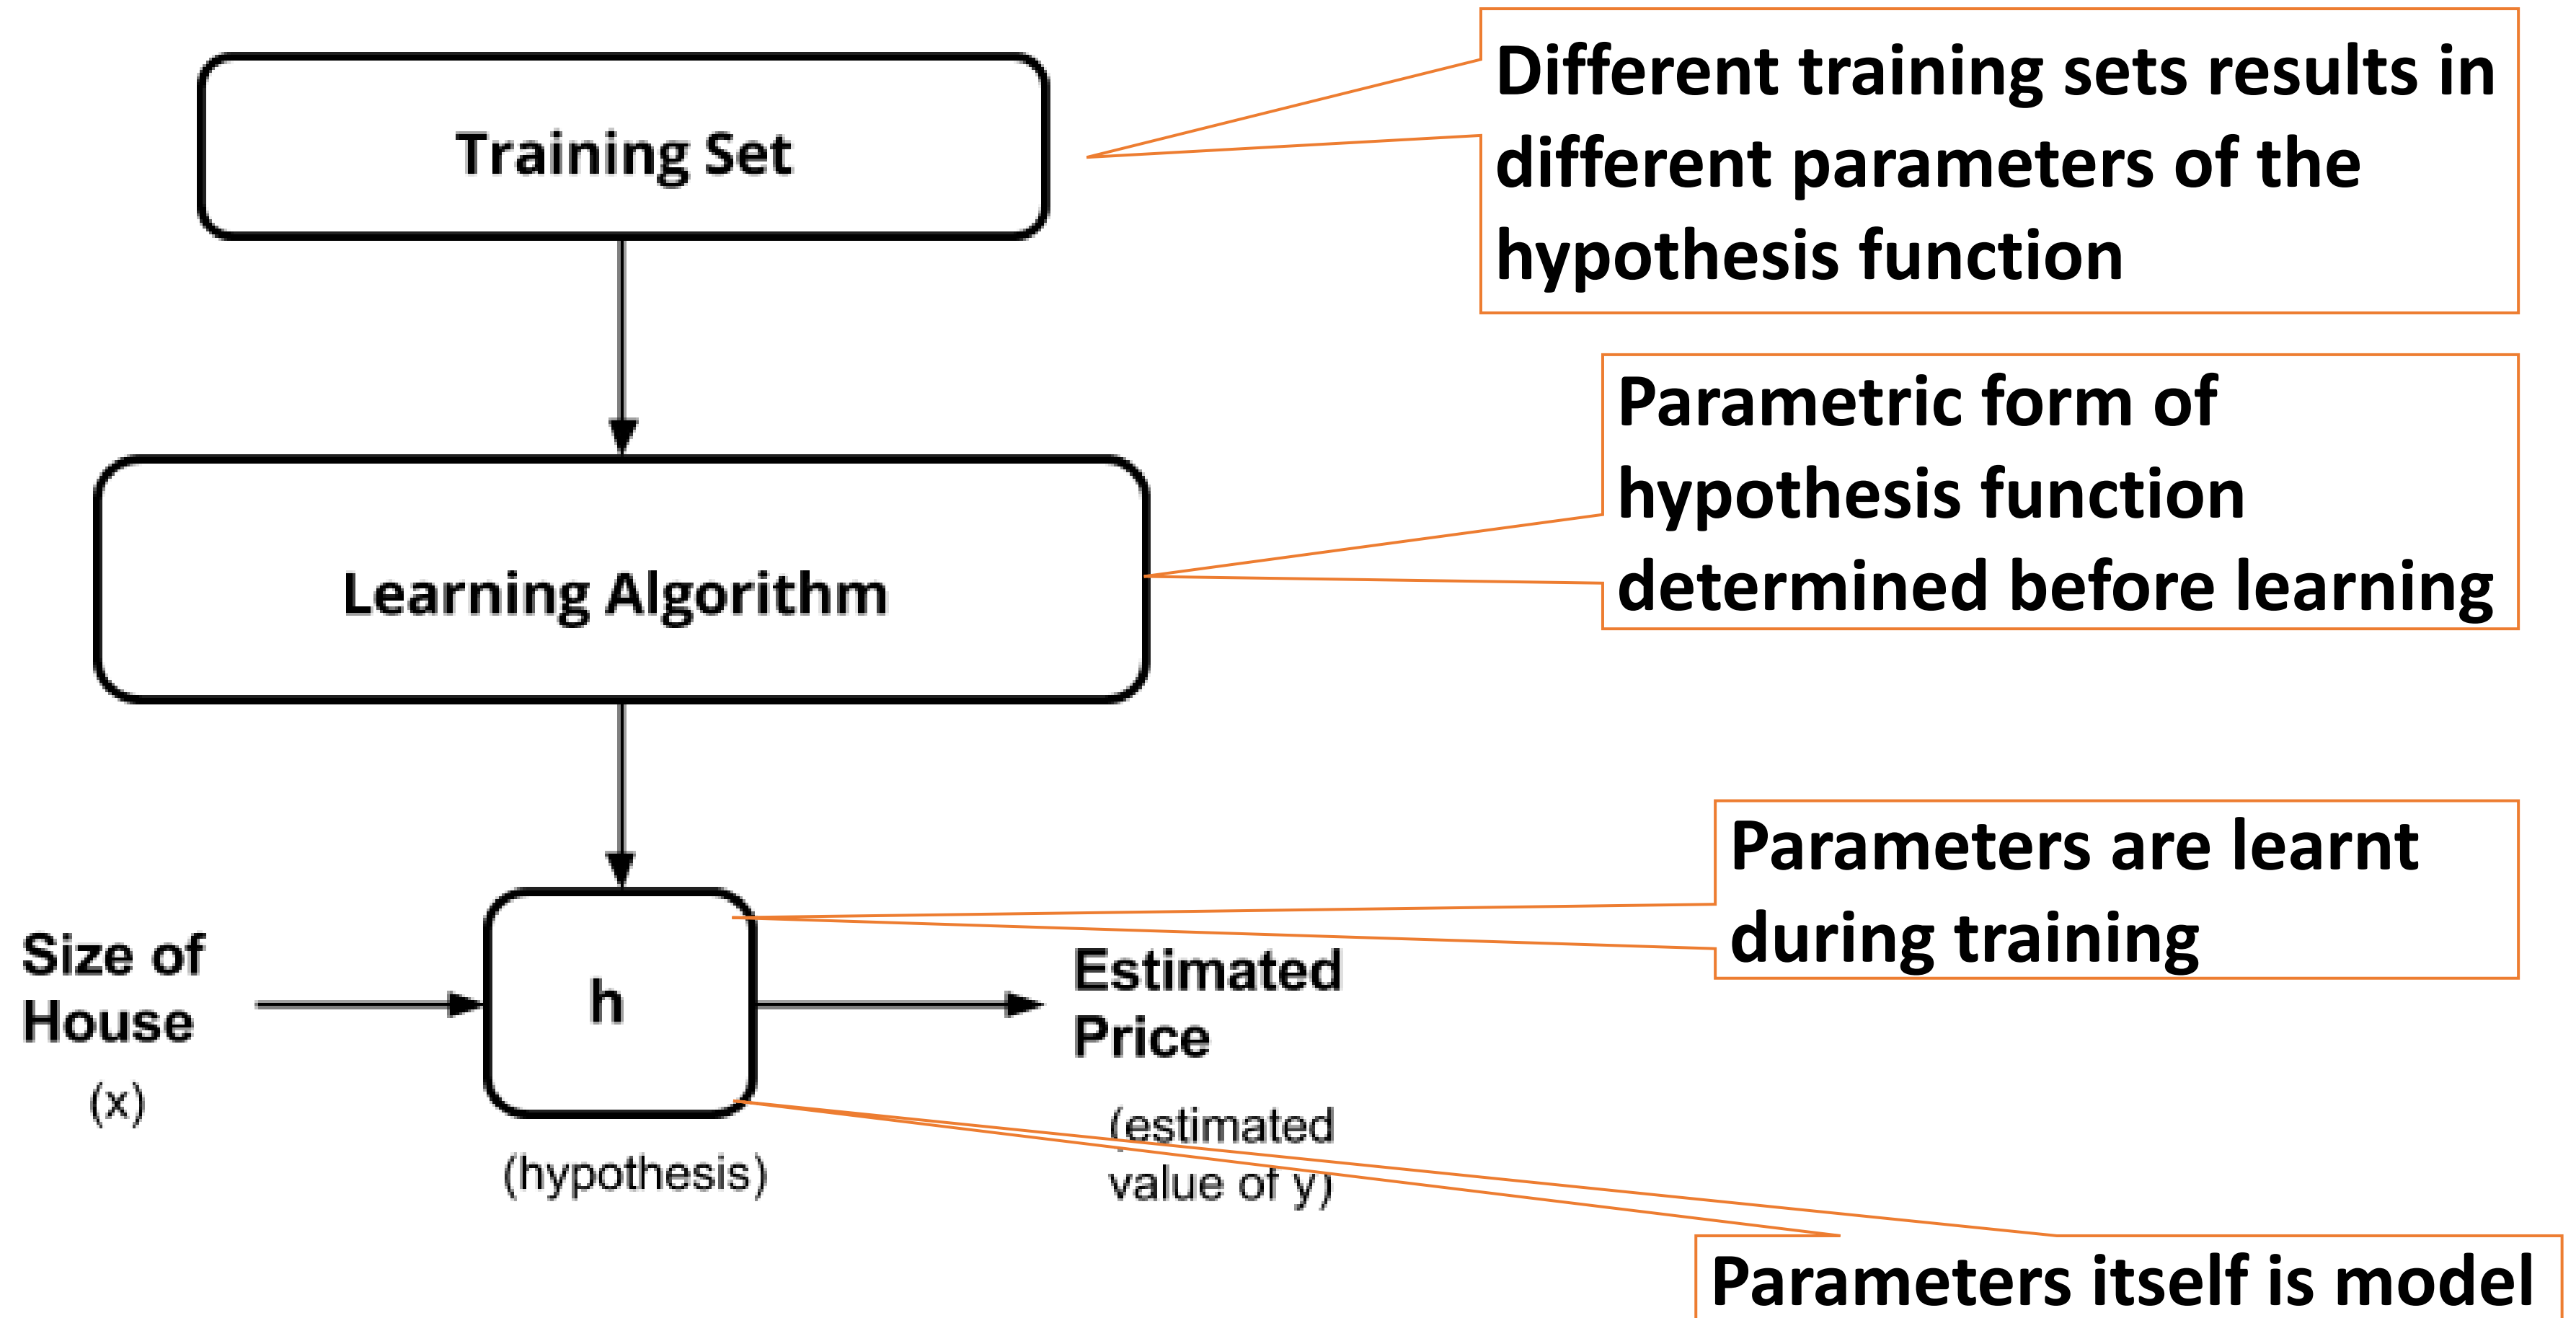 Training Set
Different training sets results in
different parameters of the
hypothesis function
Parametric form of
hypothesis function
determined before learning
Learning Algorithm
Parameters are learnt
during training
Size of
House
(x)
h
(hypothesis)
Estimated
Price
(estimated
value of y)
Parameters itself is model